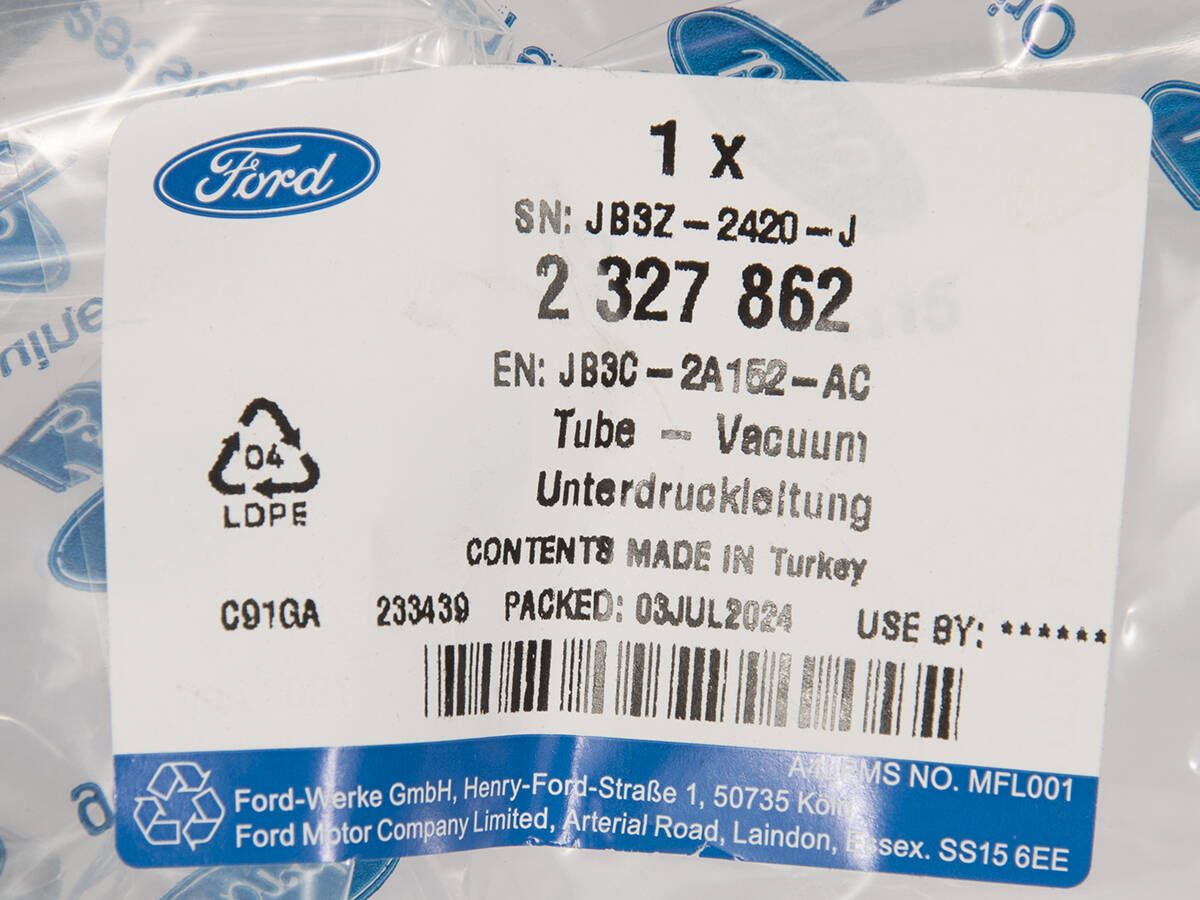 Ford
1 x
SN: JB3Z-2420-J
2 327 862
EN: JB3C-2A152-AC
Tube - Vacuum
Unterdruckleitung
04
LDPE
CONTENTS MADE IN Turkey
C91GA 233439 PACKED: 03JUL2024 USE BY: ******
NO. MFL001
Ford-Werke GmbH, Henry-Ford-Straße 1, 50735 Köln
Ford Motor Company Limited, Arterial Road, Laindon, Essex. SS15 6EE